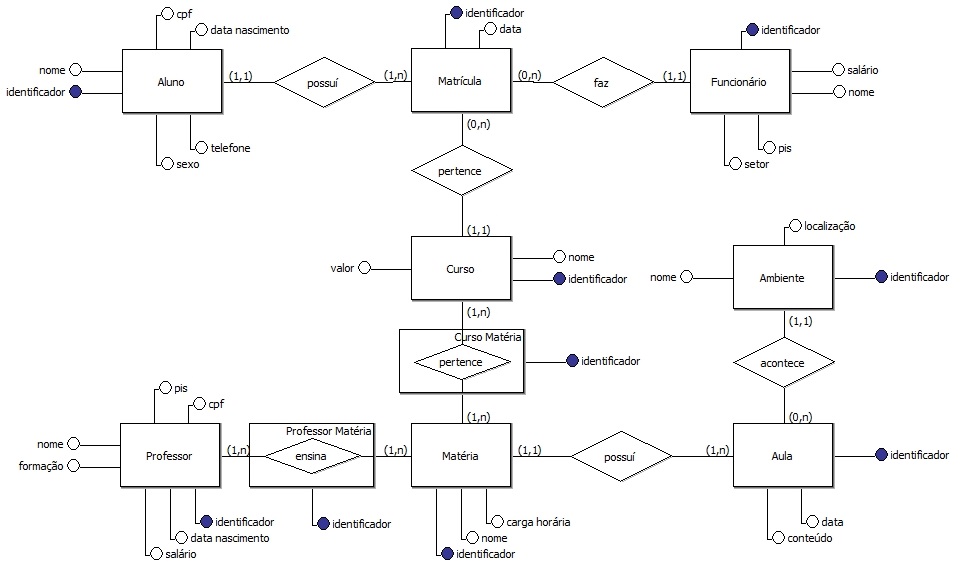 cpf
identificador
data nascimento
data
identificador
nome
Aluno
(1,1)
possuí
(1,n)
Matrícula
(0,n)
faz
(1,1)
Funcionário
salário
identificador
nome
telefone
sexo
(0,n)
pis
setor
pertence
(1,1)
localização
valor
Curso
nome
identificador
nome
Ambiente
identificador
(1,n)
(1,1)
Curso Matéria
pertence
identificador
acontece
pis
cpf
(1,n)
(0,n)
nome
formação
Professor
(1,n)
Professor Matéria
ensina
(1,n)
Matéria
(1,1)
possuí
(1,n)
Aula
identificador
identificador
data nascimento
salário
identificador
carga horária
nome
identificador
data
conteúdo